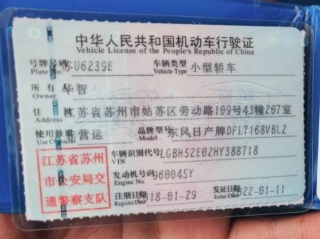 中华人民共和国机动车行驶证
Vehicle License of the People's Republic of China
号牌号码 苏U6239E 车辆类型 小型轿车
Plate No. Vehicle Type
所有人 华智
Owner
住 江苏省苏州市姑苏区劳动路109号43幢207室
使用性质 非营运 品牌型号 东风日产牌DFL7168VBL2
江苏省苏州市公安局交通警察支队
车辆识别代号 LGBH52E02HY388718
VIN
发动机号码 960845Y
Engine No.
注册日期 2018-01-29 发证日期 2022-01-11
Register Date Issue Date